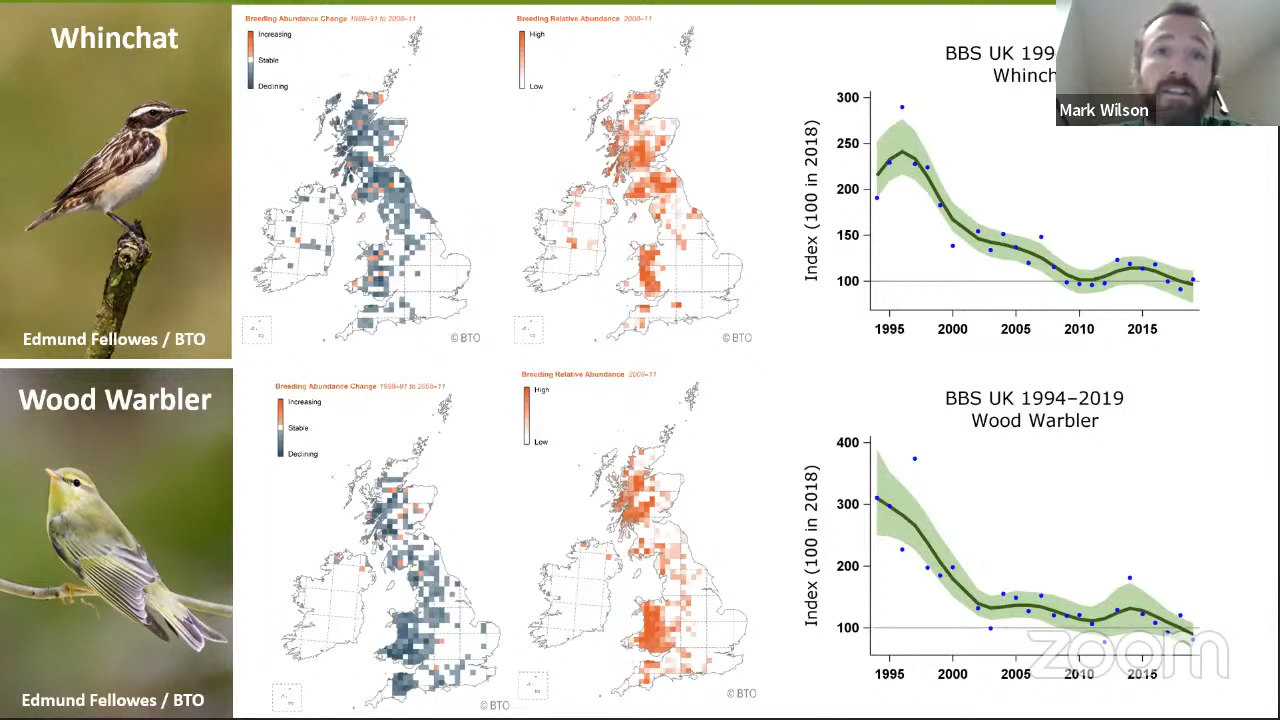 Whinchat
Edmund Fellowes / BTO
Breeding Abundance Change 1988–91 to 2008–11
Increasing
Stable
Declining
© BTO
Breeding Relative Abundance 2008–11
High
Low
© BTO
BBS UK 199
Whinch
Mark Wilson
Index (100 in 2018)
300
250
200
150
100
1995
2000
2005
2010
2015
Wood Warbler
Edmund Fellowes / BTO
Breeding Abundance Change 1988–91 to 2008–11
Increasing
Stable
Declining
© BTO
Breeding Relative Abundance 2008–11
High
Low
© BTO
BBS UK 1994–2019
Wood Warbler
Index (100 in 2018)
400
300
200
100
1995
2000
2005
2010
2015
zoom